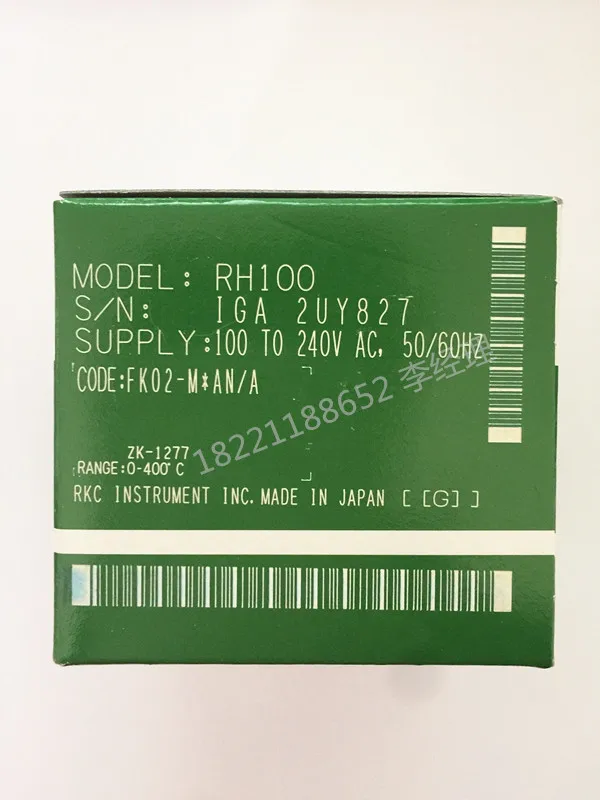 MODEL: RH100
S/N: IGA 2UY827
SUPPLY:100 TO 240V AC, 50/60HZ
CODE:FK02-M*AN/A
18221188652 李经理
ZK-1277
RANGE:0-400°C
RKC INSTRUMENT INC. MADE IN JAPAN [ [G] ]